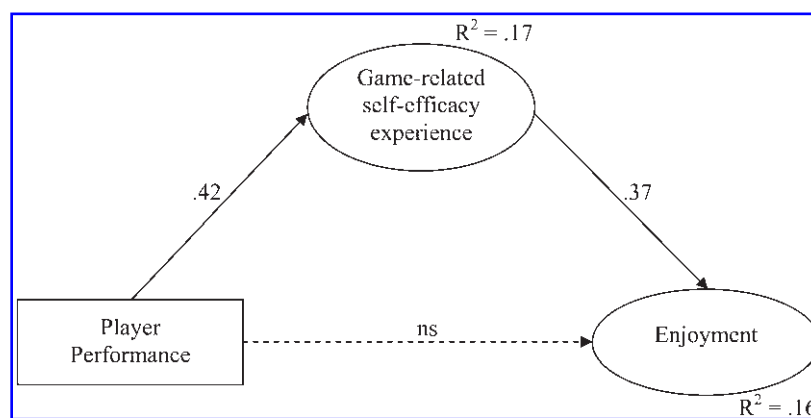 R² = .17
Game-related
self-efficacy
experience
.42
.37
Player
Performance
ns
Enjoyment
R² = .16